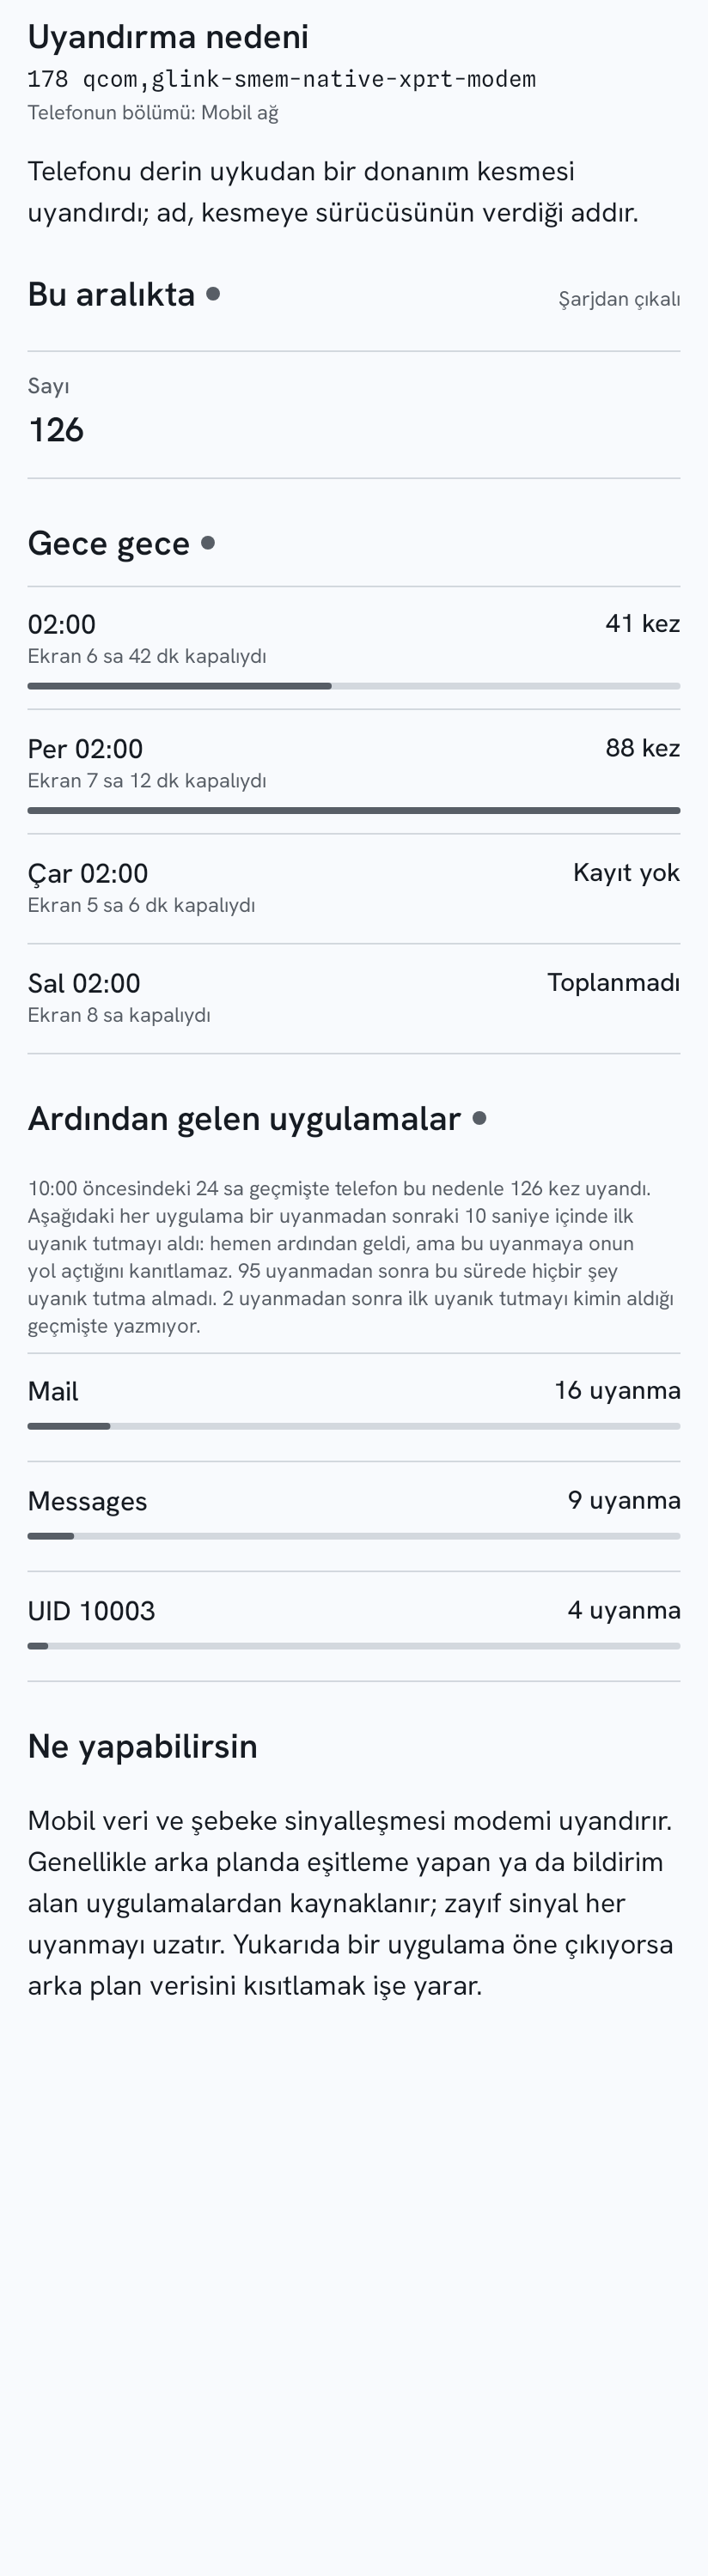 Uyandırma nedeni
178 qcom,glink-smem-native-xprt-modem
Telefonun bölümü: Mobil ağ
Telefonu derin uykudan bir donanım kesmesi
uyandırdı; ad, kesmeye sürücüsünün verdiği addır.
Bu aralıkta
Şarjdan çıkalı
Sayı
126
Gece gece
02:00
41 kez
Ekran 6 sa 42 dk kapalıydı
Per 02:00
88 kez
Ekran 7 sa 12 dk kapalıydı
Çar 02:00
Kayıt yok
Ekran 5 sa 6 dk kapalıydı
Sal 02:00
Toplanmadı
Ekran 8 sa kapalıydı
Ardından gelen uygulamalar
10:00 öncesindeki 24 sa geçmişte telefon bu nedenle 126 kez uyandı.
Aşağıdaki her uygulama bir uyanmadan sonraki 10 saniye içinde ilk
uyanık tutmayı aldı: hemen ardından geldi, ama bu uyanmaya onun
yol açtığını kanıtlamaz. 95 uyanmadan sonra bu sürede hiçbir şey
uyanık tutma almadı. 2 uyanmadan sonra ilk uyanık tutmayı kimin aldığı
geçmişte yazmıyor.
Mail
16 uyanma
Messages
9 uyanma
UID 10003
4 uyanma
Ne yapabilirsin
Mobil veri ve şebeke sinyalleşmesi modemi uyandırır.
Genellikle arka planda eşitleme yapan ya da bildirim
alan uygulamalardan kaynaklanır; zayıf sinyal her
uyanmayı uzatır. Yukarıda bir uygulama öne çıkıyorsa
arka plan verisini kısıtlamak işe yarar.